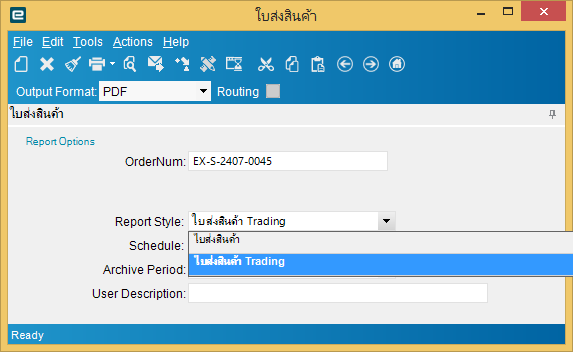 ใบส่งสินค้า
File Edit Tools Actions Help
Output Format: PDF Routing
ใบส่งสินค้า
Report Options
OrderNum: EX-S-2407-0045
Report Style: ใบส่งสินค้า Trading
Schedule: ใบส่งสินค้า
ใบส่งสินค้า Trading
Archive Period:
User Description:
Ready